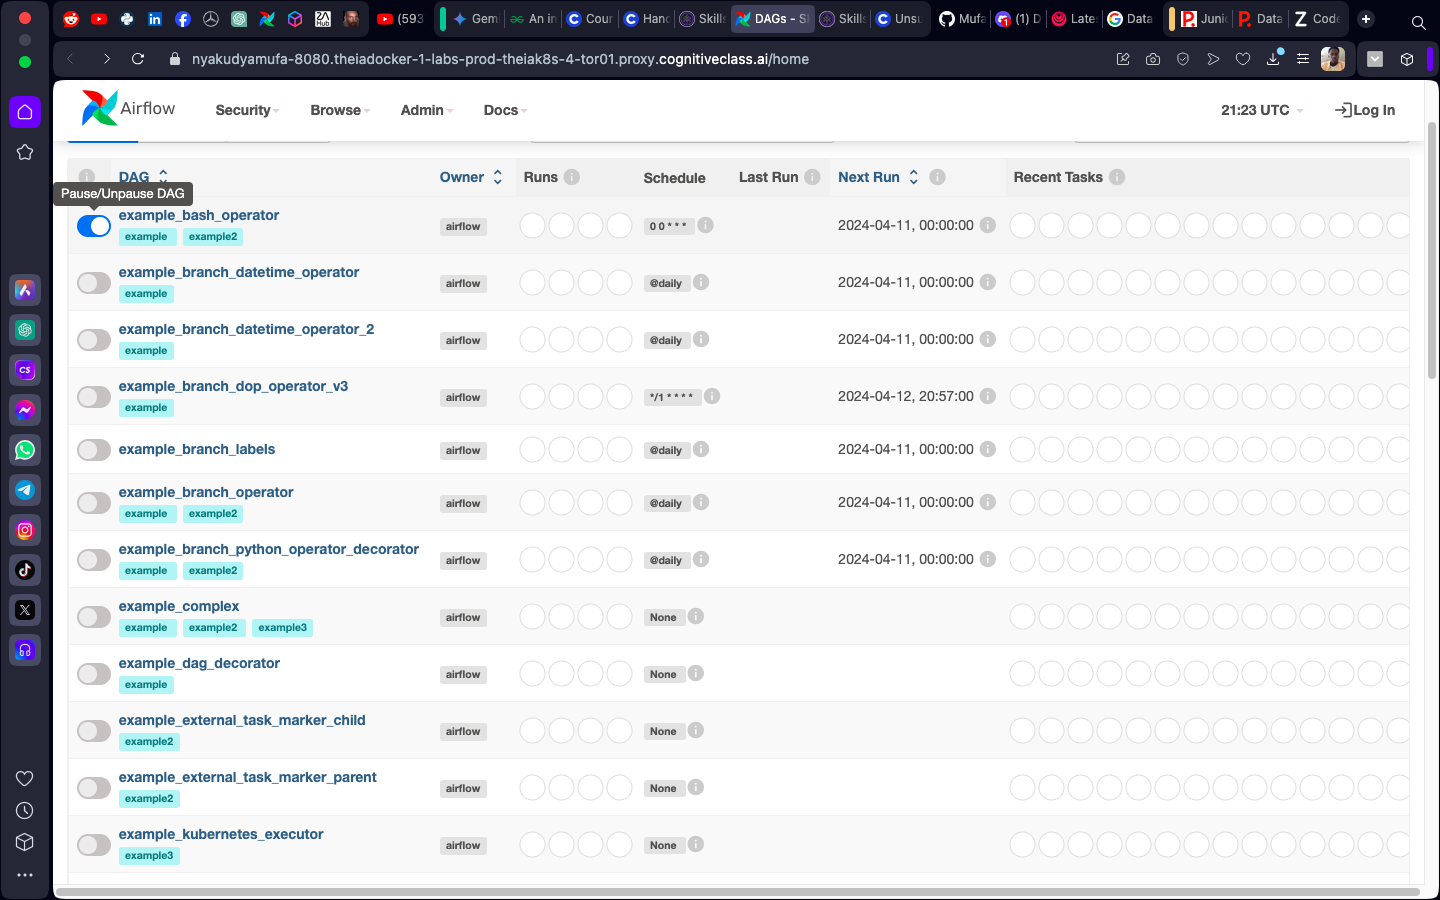 (593
Gem
An in
Cour
Hand
Skills
DAGs - S
Skills
Unsu
Mufa
(1) D
Lates
Data
Junio
Data
Code
nyakudyamufa-8080.theiadocker-1-labs-prod-theiak8s-4-tor01.proxy.cognitiveclass.ai/home
Airflow
Security
Browse
Admin
Docs
21:23 UTC
Log In
DAG
Owner
Runs
Schedule
Last Run
Next Run
Recent Tasks
Pause/Unpause DAG
example_bash_operator
example example2
airflow
0 0 * * *
2024-04-11, 00:00:00
example_branch_datetime_operator
example
airflow
@daily
2024-04-11, 00:00:00
example_branch_datetime_operator_2
example
airflow
@daily
2024-04-11, 00:00:00
example_branch_dop_operator_v3
example
airflow
*/1 * * * *
2024-04-12, 20:57:00
example_branch_labels
airflow
@daily
2024-04-11, 00:00:00
example_branch_operator
example example2
airflow
@daily
2024-04-11, 00:00:00
example_branch_python_operator_decorator
example example2
airflow
@daily
2024-04-11, 00:00:00
example_complex
example example2 example3
airflow
None
example_dag_decorator
example
airflow
None
example_external_task_marker_child
example2
airflow
None
example_external_task_marker_parent
example2
airflow
None
example_kubernetes_executor
example3
airflow
None